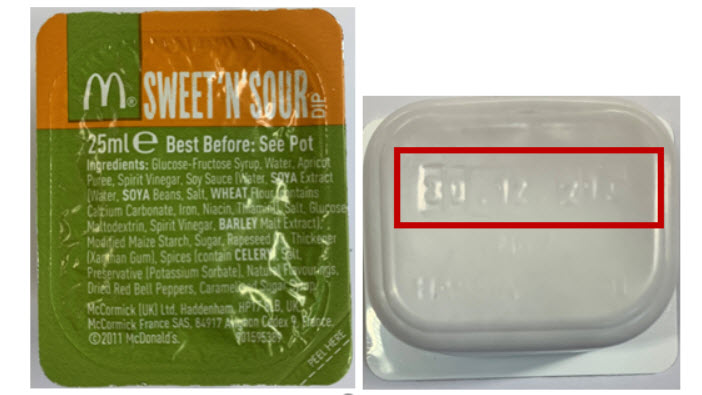 M®
SWEET'N'SOUR
DIP
25ml e Best Before: See Pot
Ingredients: Glucose-Fructose Syrup, Water, Apricot
Puree, Spirit Vinegar, Soy Sauce (Water, SOYA Extract
(Water, SOYA Beans, Salt, WHEAT Flour (contains
Calcium Carbonate, Iron, Niacin, Thiamin), Salt, Glucose
Maltodextrin, Spirit Vinegar, BARLEY Malt Extract),
Modified Maize Starch, Sugar, Rapeseed Thickener
(Xanthan Gum), Spices (contain CELERY), Salt,
Preservative (Potassium Sorbate), Natural Flavourings,
Dried Red Bell Peppers, Caramelised Sugar
McCormick (UK) Ltd, Haddenham, HP17 8LB, UK
McCormick France SAS, 84917 Avignon Cedex 9, France.
©2011 McDonald's.
PEEL HERE